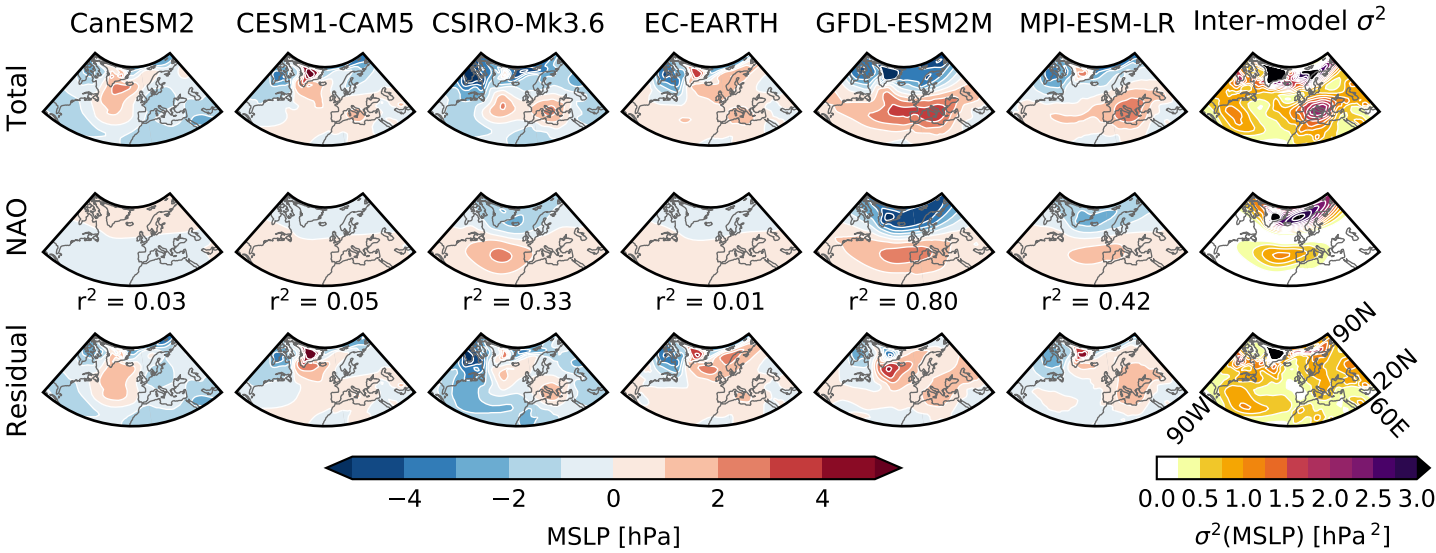 CanESM2 CESM1-CAM5 CSIRO-Mk3.6 EC-EARTH GFDL-ESM2M MPI-ESM-LR Inter-model σ²
Total
NAO
r² = 0.03 r² = 0.05 r² = 0.33 r² = 0.01 r² = 0.80 r² = 0.42
Residual
90N
20N
90W
60E
−4 −2 0 2 4
MSLP [hPa]
0.0 0.5 1.0 1.5 2.0 2.5 3.0
σ²(MSLP) [hPa²]